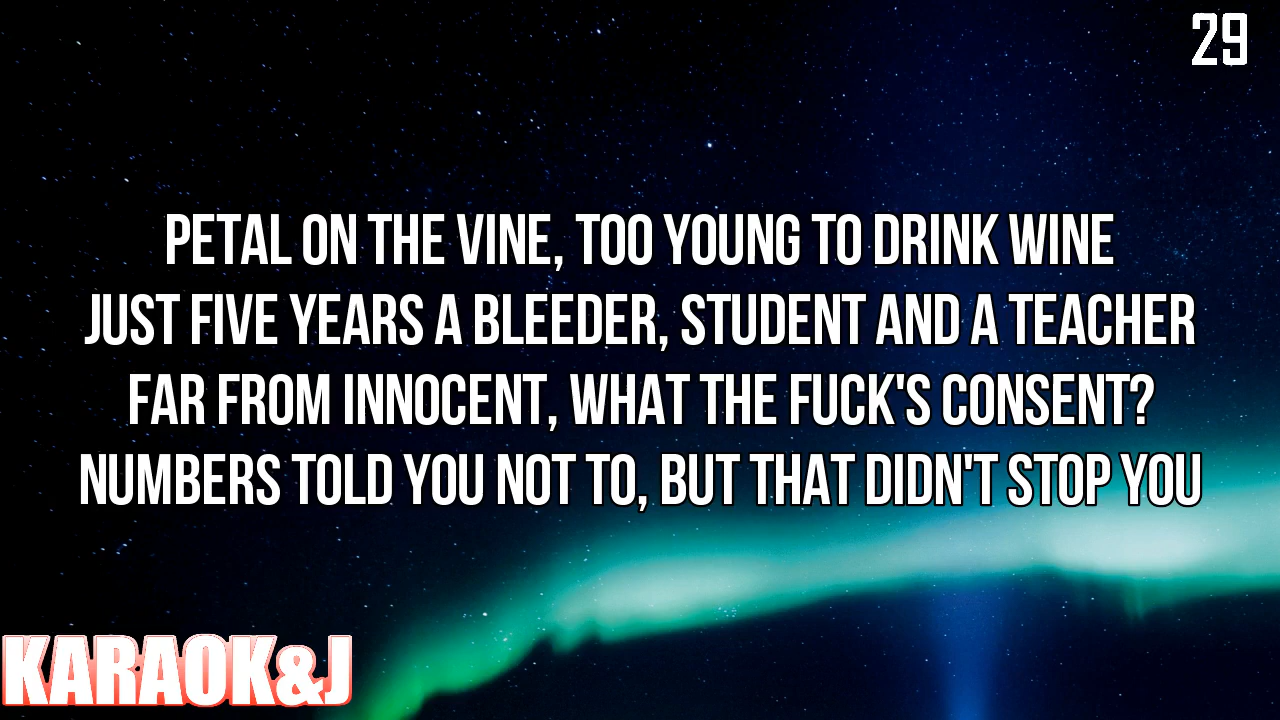 29
PETAL ON THE VINE, TOO YOUNG TO DRINK WINE
JUST FIVE YEARS A BLEEDER, STUDENT AND A TEACHER
FAR FROM INNOCENT, WHAT THE FUCK'S CONSENT?
NUMBERS TOLD YOU NOT TO, BUT THAT DIDN'T STOP YOU
KARAOK&J